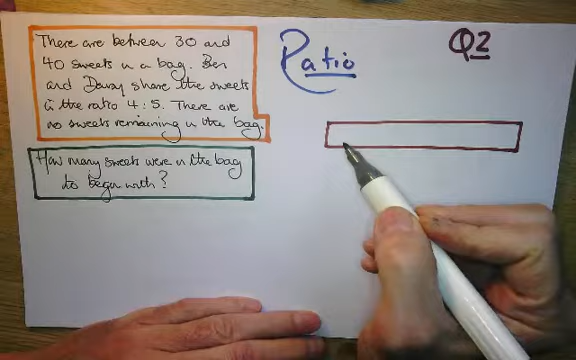 There are between 30 and
40 sweets in a bag. Ben
and Davey share the sweets
in the ratio 4:5. There are
no sweets remaining in the bag.
How many sweets were in the bag
to begin with?
Ratio
Q2